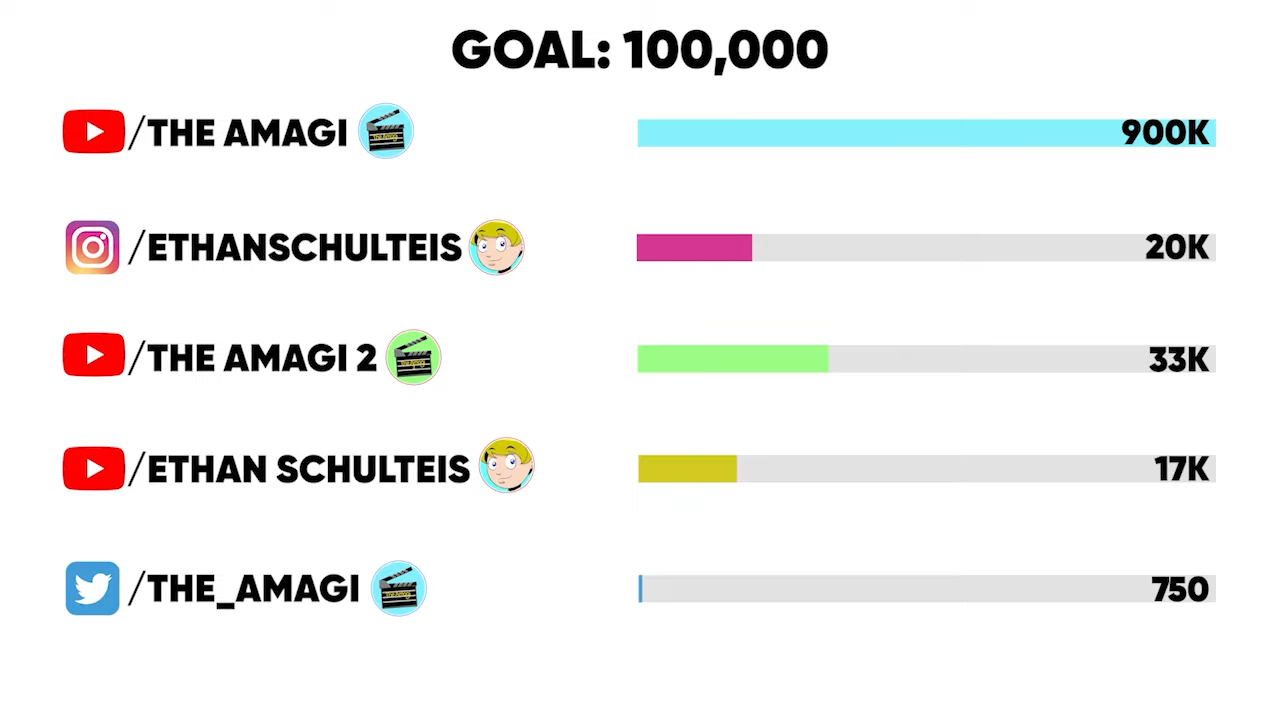 GOAL: 100,000
/THE AMAGI 900K
/ETHANSCHULTEIS 20K
/THE AMAGI 2 33K
/ETHAN SCHULTEIS 17K
/THE_AMAGI 750